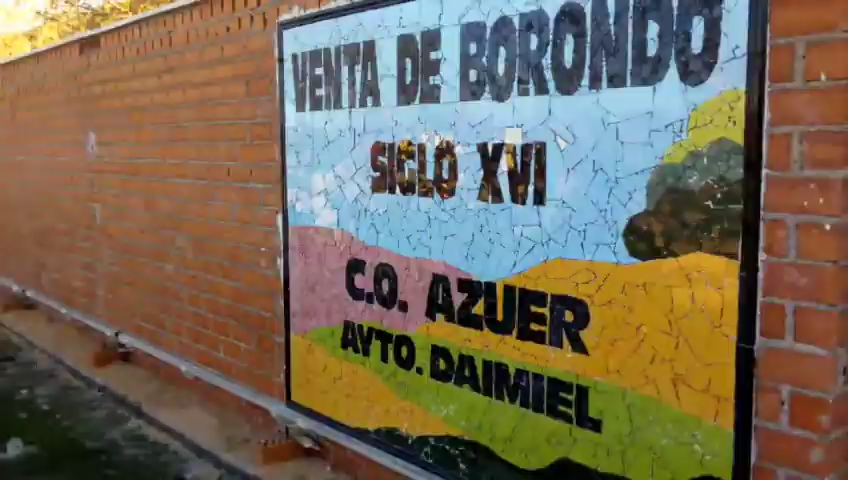 VENTA DE BORONDO
SIGLO XVI
C.O. AZUER
AYTO. DAIMIEL